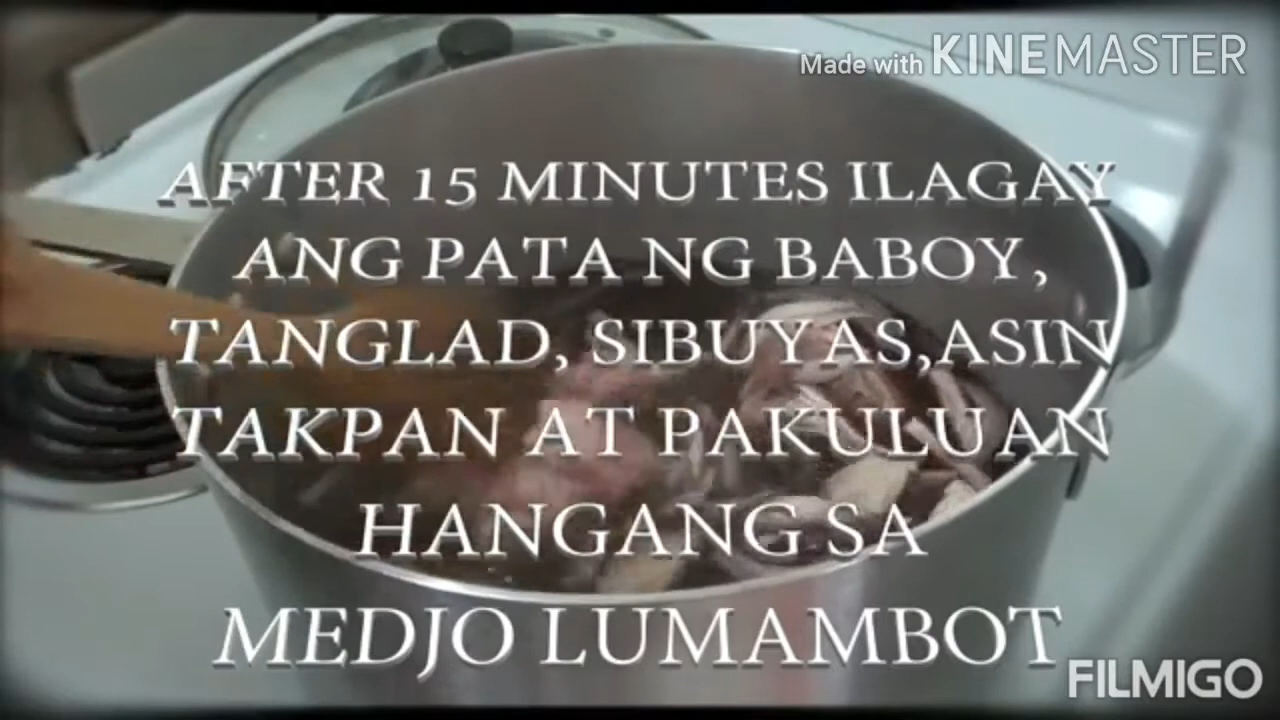 Made with KINEMASTER
AFTER 15 MINUTES ILAGAY
ANG PATA NG BABOY,
TANGLAD, SIBUYAS,ASIN
TAKPAN AT PAKULUAN
HANGANG SA
MEDJO LUMAMBOT
FILMIGO